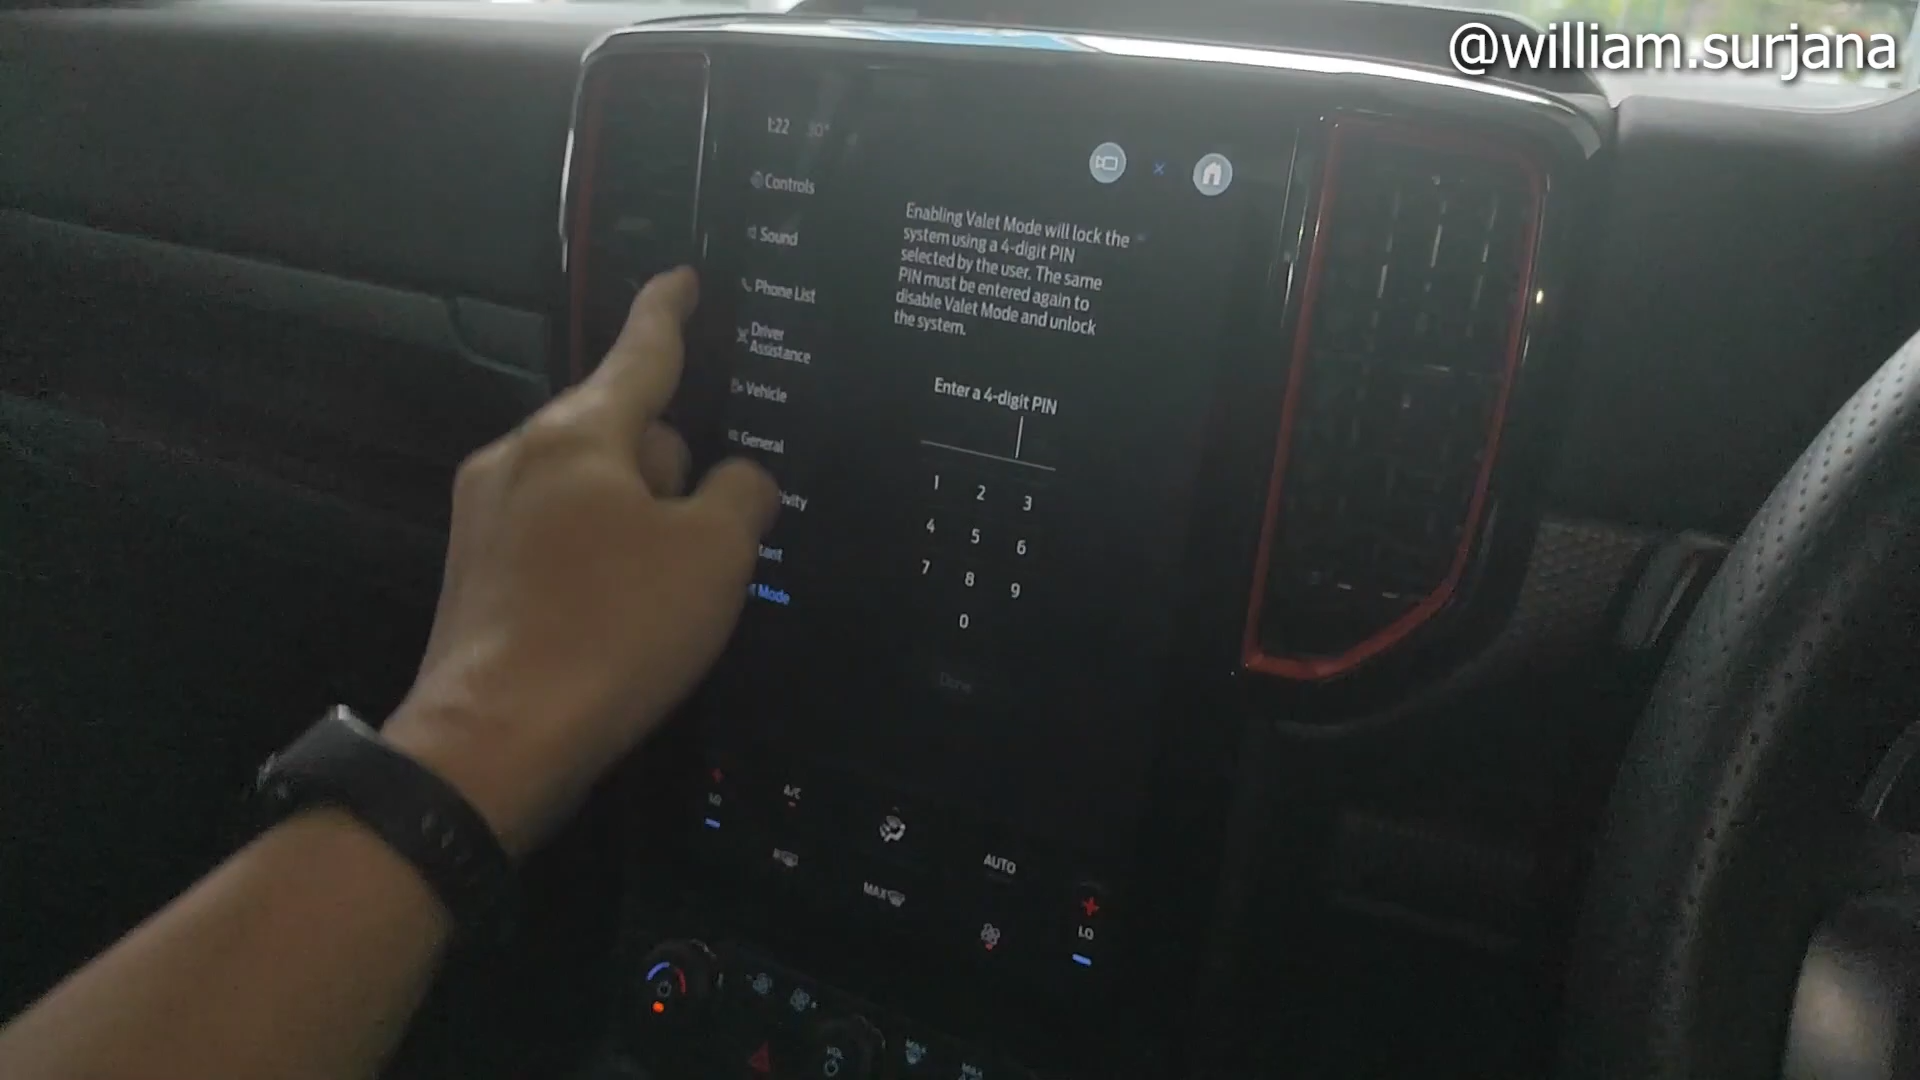 @william.surjana
1:22
Controls
Sound
Phone List
Driver
Assistance
Vehicle
General
Mode
Enabling Valet Mode will lock the
system using a 4-digit PIN
selected by the user. The same
PIN must be entered again to
disable Valet Mode and unlock
the system.
Enter a 4-digit PIN
1 2 3
4 5 6
7 8 9
0
Done
LO
A/C
AUTO
MAX
LO
VOL